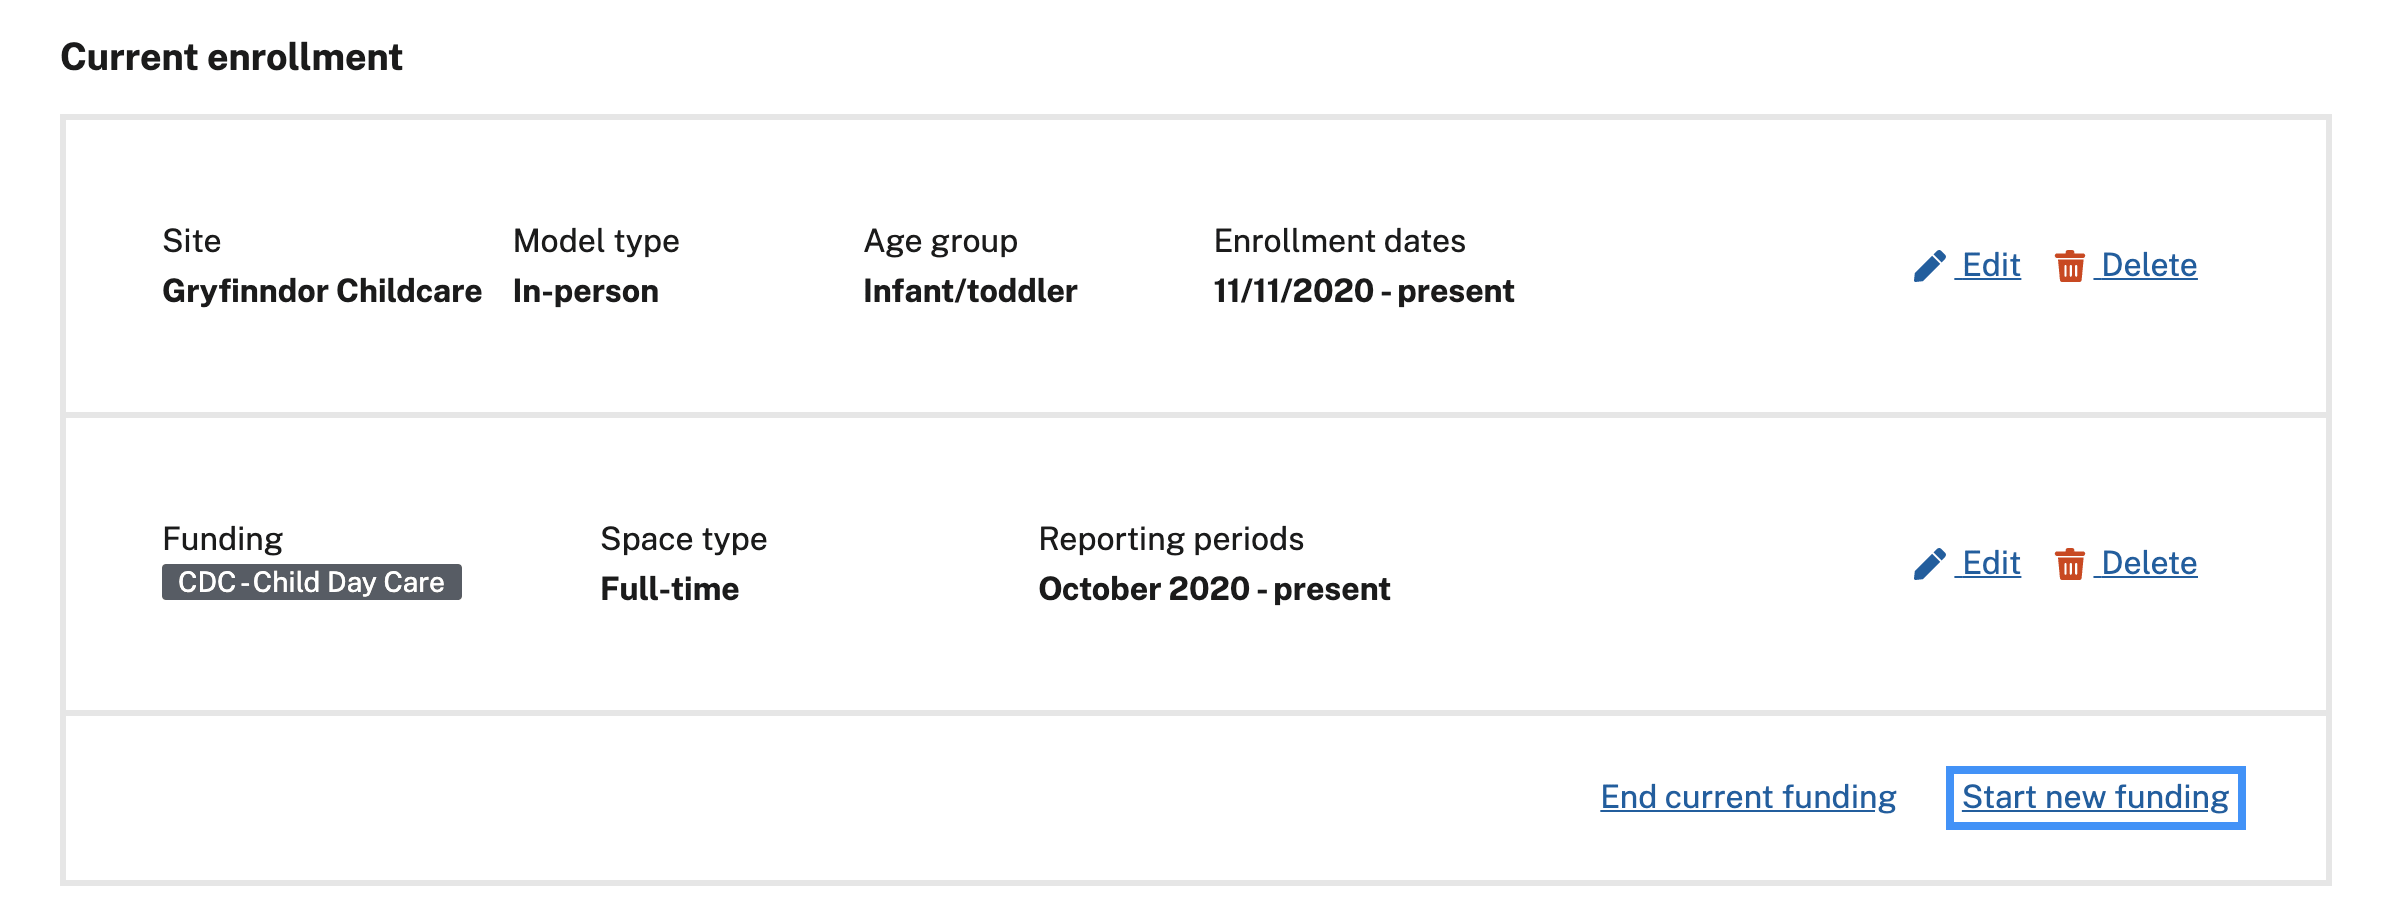 Current enrollment
Site Model type Age group Enrollment dates
Gryfinndor Childcare In-person Infant/toddler 11/11/2020 - present
Edit Delete
Funding Space type Reporting periods
CDC - Child Day Care Full-time October 2020 - present
Edit Delete
End current funding Start new funding